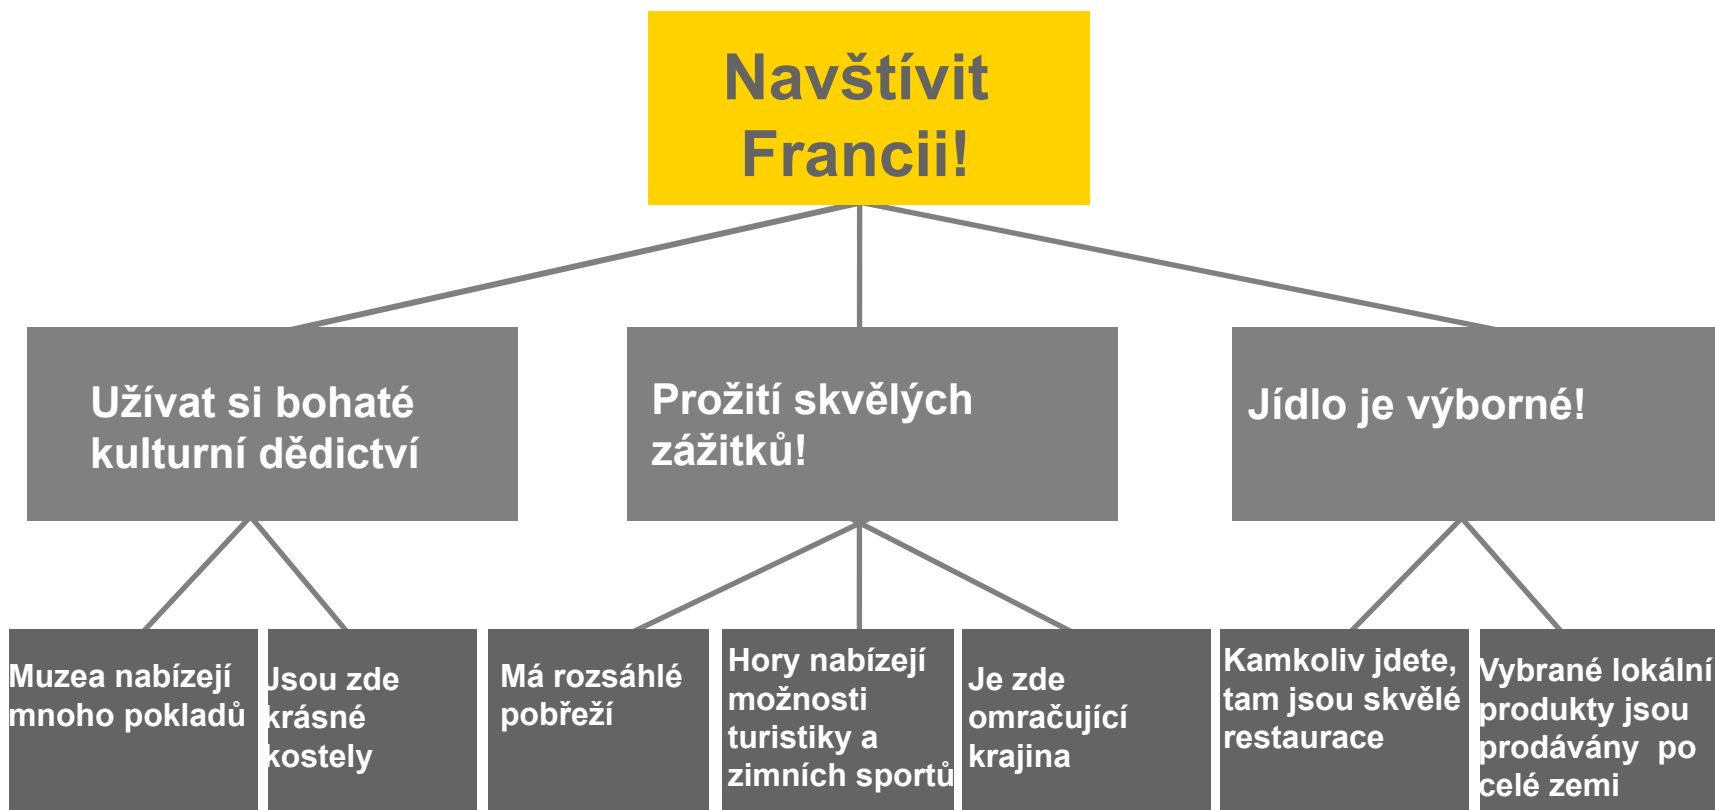 Navštívit
Francii!
Užívat si bohaté
kulturní dědictví
Prožití skvělých
zážitků!
Jídlo je výborné!
Muzea nabízejí
mnoho pokladů
Jsou zde
krásné
kostely
Má rozsáhlé
pobřeží
Hory nabízejí
možnosti
turistiky a
zimních sportů
Je zde
omračující
krajina
Kamkoliv jdete,
tam jsou skvělé
restaurace
Vybrané lokální
produkty jsou
prodávány po
celé zemi